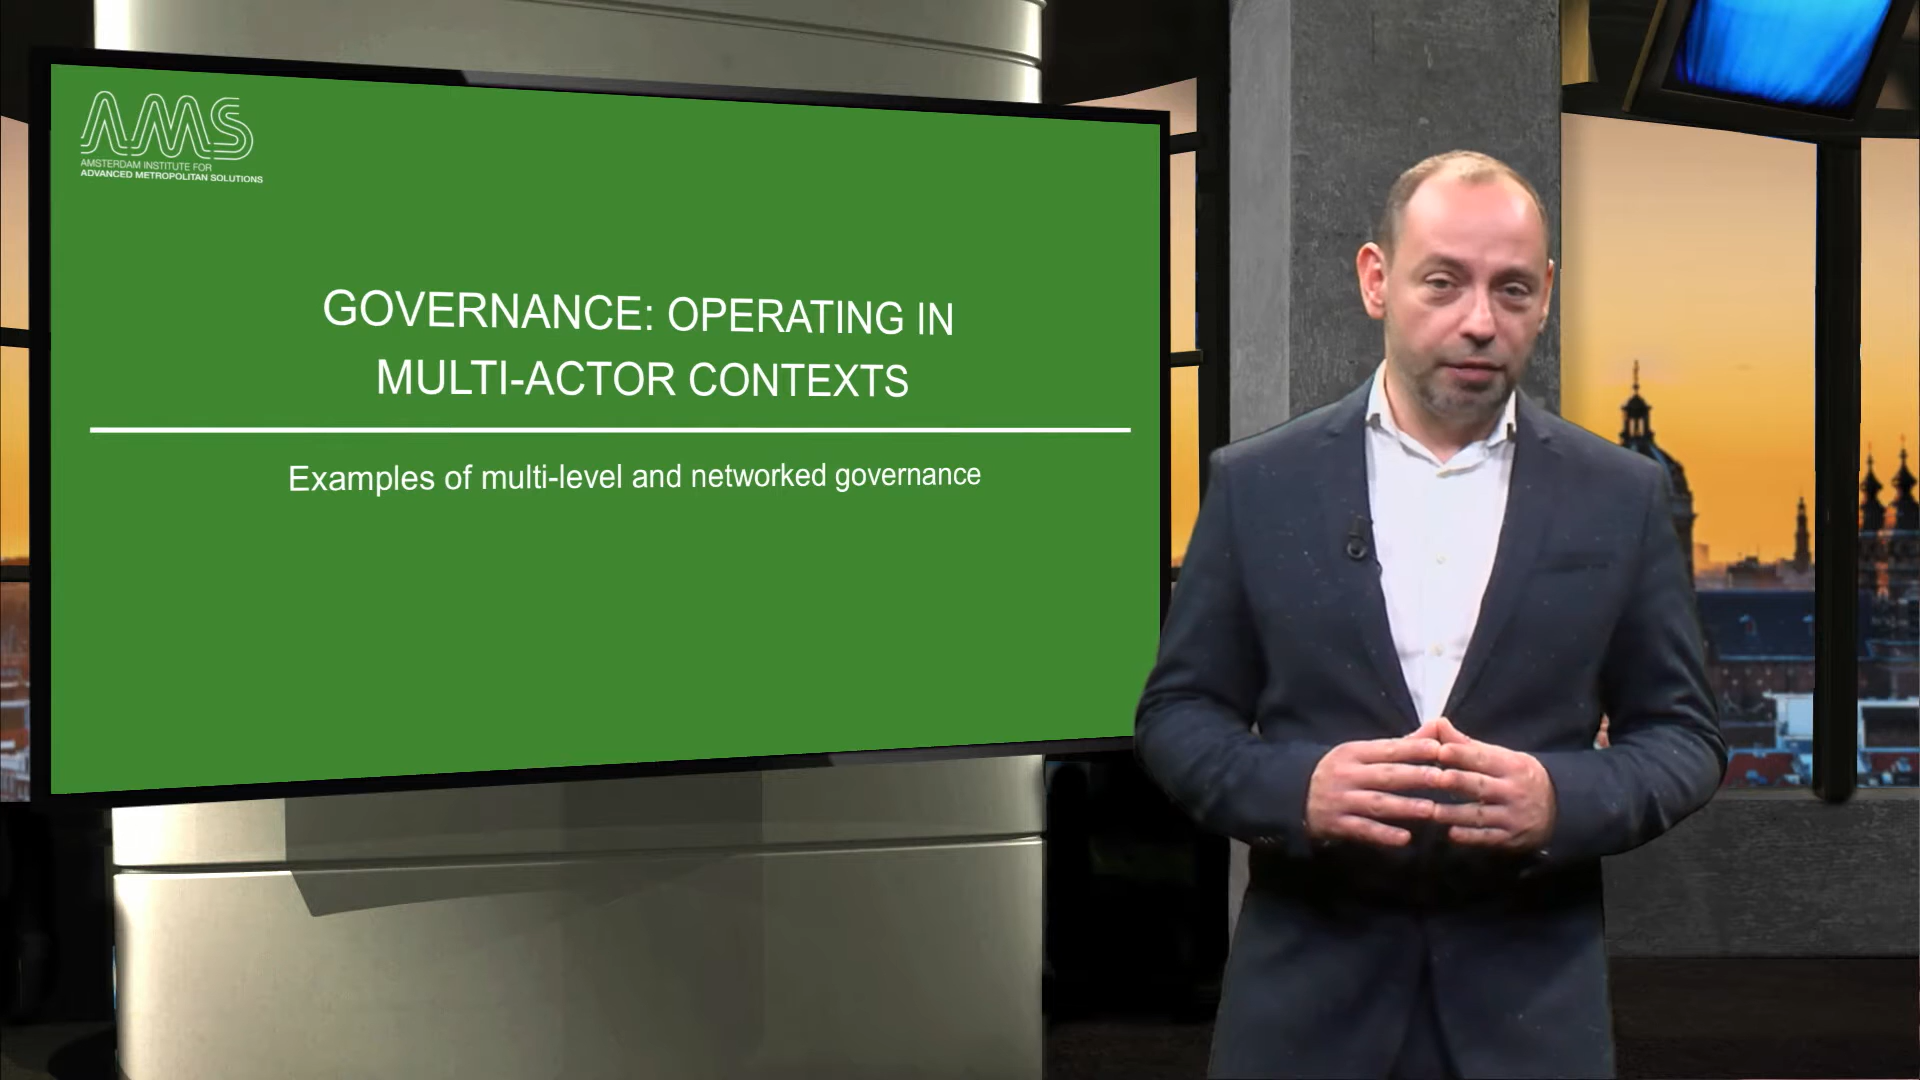 AMS
AMSTERDAM INSTITUTE FOR
ADVANCED METROPOLITAN SOLUTIONS
GOVERNANCE: OPERATING IN
MULTI-ACTOR CONTEXTS
Examples of multi-level and networked governance